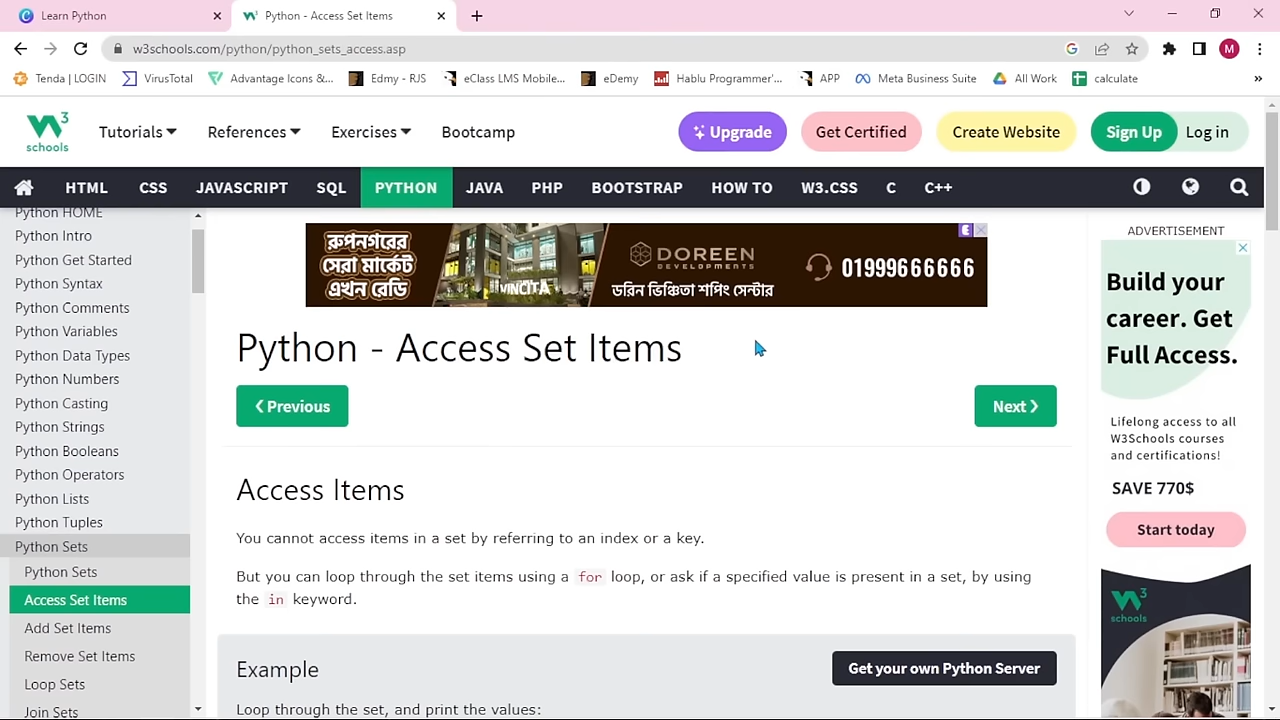 Learn Python
Python - Access Set Items
w3schools.com/python/python_sets_access.asp
G
M
Tenda | LOGIN
VirusTotal
Advantage Icons &...
Edmy - RJS
eClass LMS Mobile...
eDemy
Hablu Programmer'...
APP
Meta Business Suite
All Work
calculate
»
3
schools
Tutorials
References
Exercises
Bootcamp
Upgrade
Get Certified
Create Website
Sign Up
Log in
HTML
CSS
JAVASCRIPT
SQL
PYTHON
JAVA
PHP
BOOTSTRAP
HOW TO
W3.CSS
C
C++
Python HOME
Python Intro
Python Get Started
Python Syntax
Python Comments
Python Variables
Python Data Types
Python Numbers
Python Casting
Python Strings
Python Booleans
Python Operators
Python Lists
Python Tuples
Python Sets
Python Sets
Access Set Items
Add Set Items
Remove Set Items
Loop Sets
Join Sets
রুপনগরের
সেরা মার্কেট
এখন রেডি
VINCITA
DOREEN
DEVELOPMENTS
ডরিন ভিঞ্চিতা শপিং সেন্টার
01999666666
Python - Access Set Items
❮ Previous
Next ❯
Access Items
You cannot access items in a set by referring to an index or a key.
But you can loop through the set items using a for loop, or ask if a specified value is present in a set, by using
the in keyword.
Example
Get your own Python Server
Loop through the set, and print the values:
ADVERTISEMENT
Build your
career. Get
Full Access.
Lifelong access to all
W3Schools courses
and certifications!
SAVE 770$
Start today
3
schools